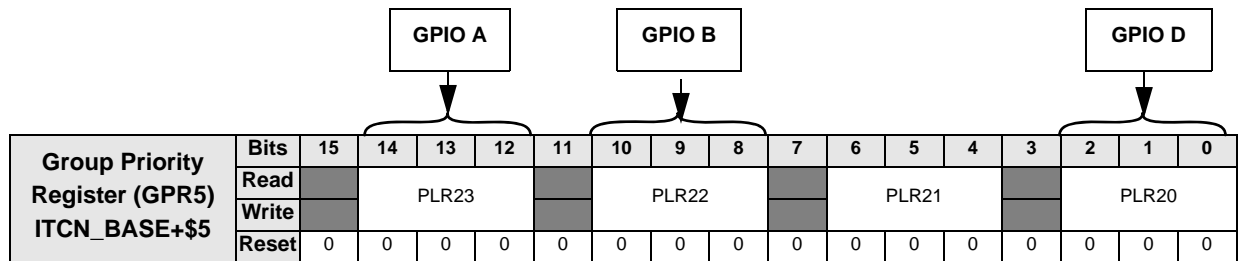 GPIO A GPIO B GPIO D
Group Priority Register (GPR5) ITCN_BASE+$5
Bits 15 14 13 12 11 10 9 8 7 6 5 4 3 2 1 0
Read PLR23 PLR22 PLR21 PLR20
Write
Reset 0 0 0 0 0 0 0 0 0 0 0 0 0 0 0 0